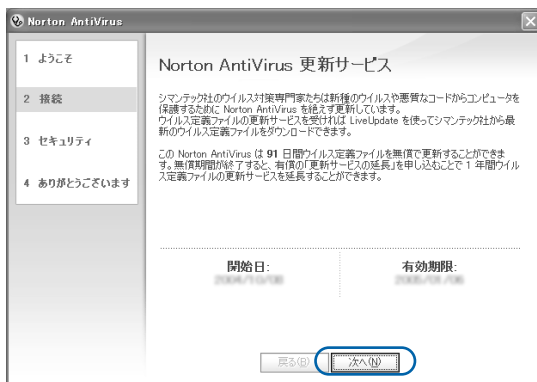 Norton AntiVirus
1 ようこそ
2 接続
3 セキュリティ
4 ありがとうございます
Norton AntiVirus 更新サービス
シマンテック社のウイルス対策専門家たちは新種のウイルスや悪質なコードからコンピュータを
保護するために Norton AntiVirus を絶えず更新しています。
ウイルス定義ファイルの更新サービスを受ければ LiveUpdate を使ってシマンテック社から最
新のウイルス定義ファイルをダウンロードできます。
この Norton AntiVirus は 91 日間ウイルス定義ファイルを無償で更新することができま
す。無償期間が終了すると、有償の「更新サービスの延長」を申し込むことで 1 年間ウイル
ス定義ファイルの更新サービスを延長することができます。
開始日:
有効期限:
戻る(B)
次へ(N)